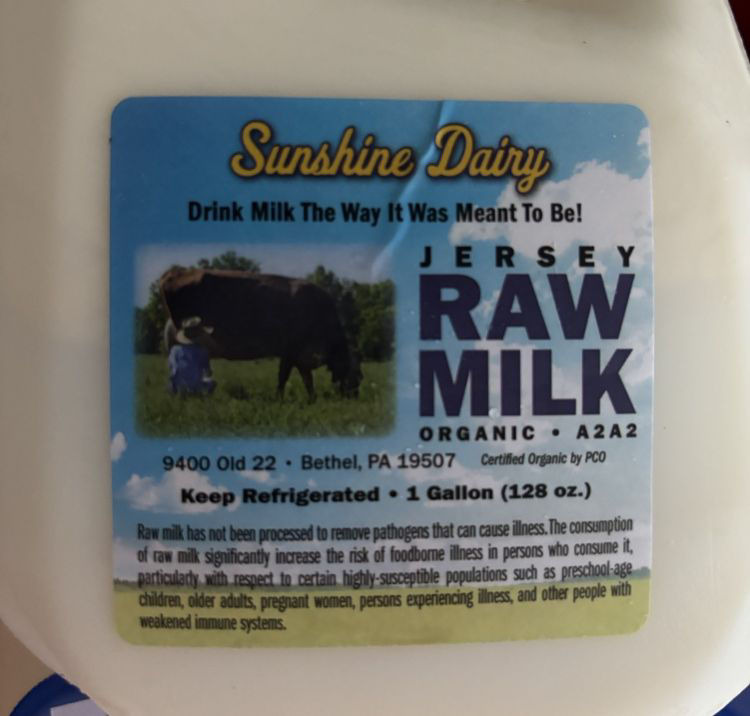 Sunshine Dairy
Drink Milk The Way It Was Meant To Be!
JERSEY
RAW
MILK
ORGANIC • A2A2
9400 Old 22 • Bethel, PA 19507 Certified Organic by PCO
Keep Refrigerated • 1 Gallon (128 oz.)
Raw milk has not been processed to remove pathogens that can cause illness. The consumption
of raw milk significantly increase the risk of foodborne illness in persons who consume it,
particularly with respect to certain highly-susceptible populations such as preschool-age
children, older adults, pregnant women, persons experiencing illness, and other people with
weakened immune systems.